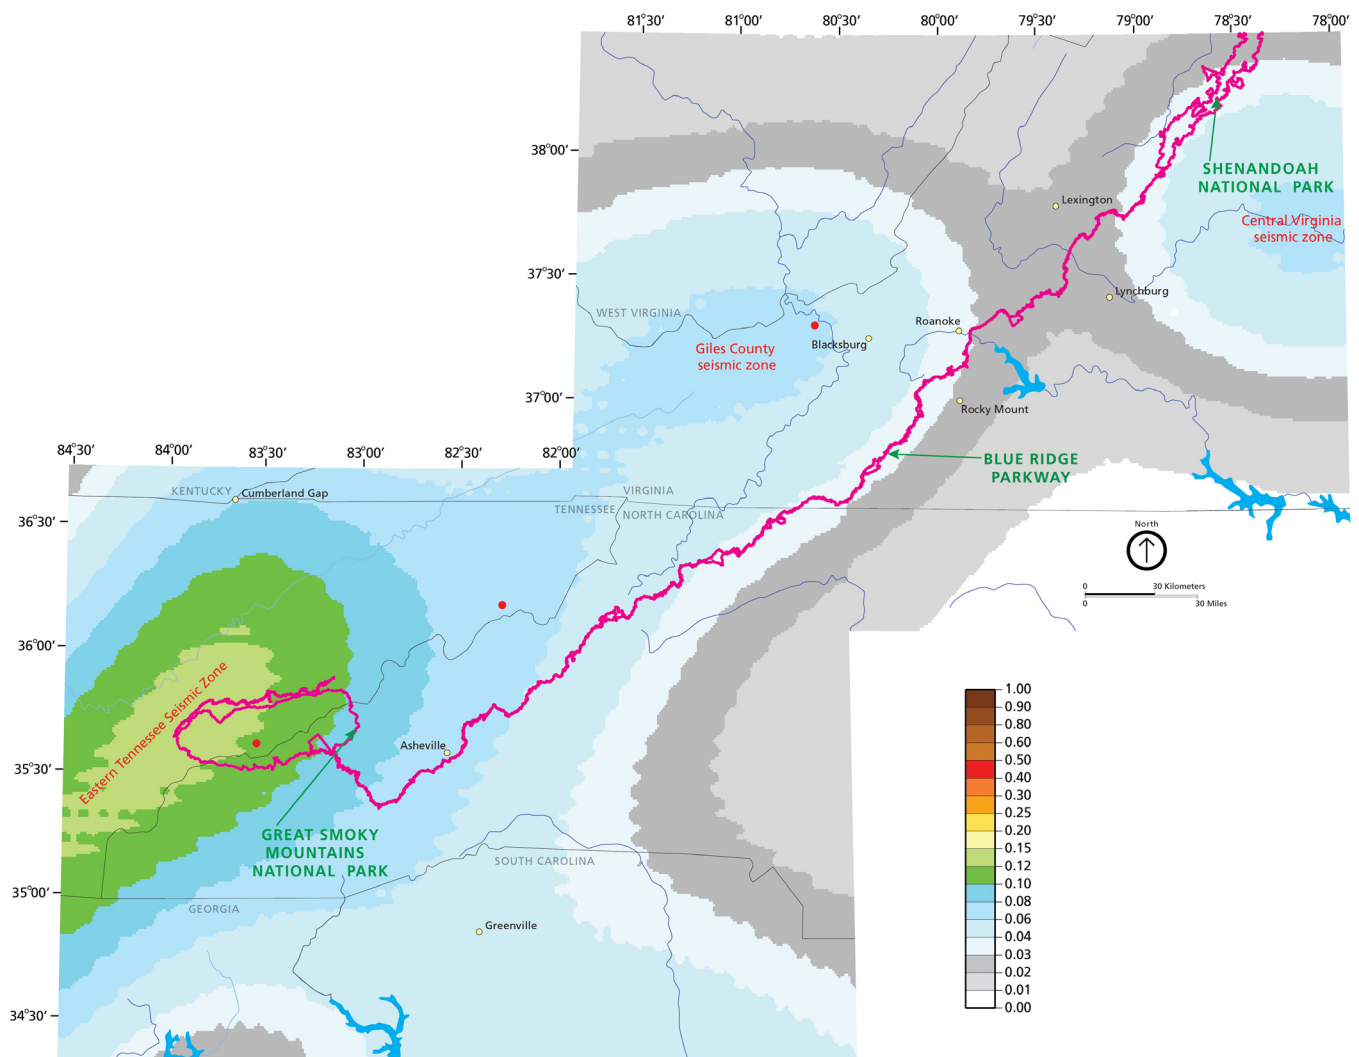 81°30′ 81°00′ 80°30′ 80°00′ 79°30′ 79°00′ 78°30′ 78°00′
38°00′
SHENANDOAH
NATIONAL PARK
Lexington
Central Virginia
seismic zone
37°30′
Lynchburg
WEST VIRGINIA
Roanoke
Blacksburg
Giles County
seismic zone
37°00′
Rocky Mount
84°30′ 84°00′ 83°30′ 83°00′ 82°30′ 82°00′
BLUE RIDGE
PARKWAY
KENTUCKY
Cumberland Gap
VIRGINIA
TENNESSEE
NORTH CAROLINA
36°30′
North
0 30 Kilometers
0 30 Miles
36°00′
Eastern Tennessee Seismic Zone
Asheville
35°30′
GREAT SMOKY
MOUNTAINS
NATIONAL PARK
SOUTH CAROLINA
35°00′
GEORGIA
Greenville
34°30′
1.00
0.90
0.80
0.60
0.50
0.40
0.30
0.25
0.20
0.15
0.12
0.10
0.08
0.06
0.04
0.03
0.02
0.01
0.00